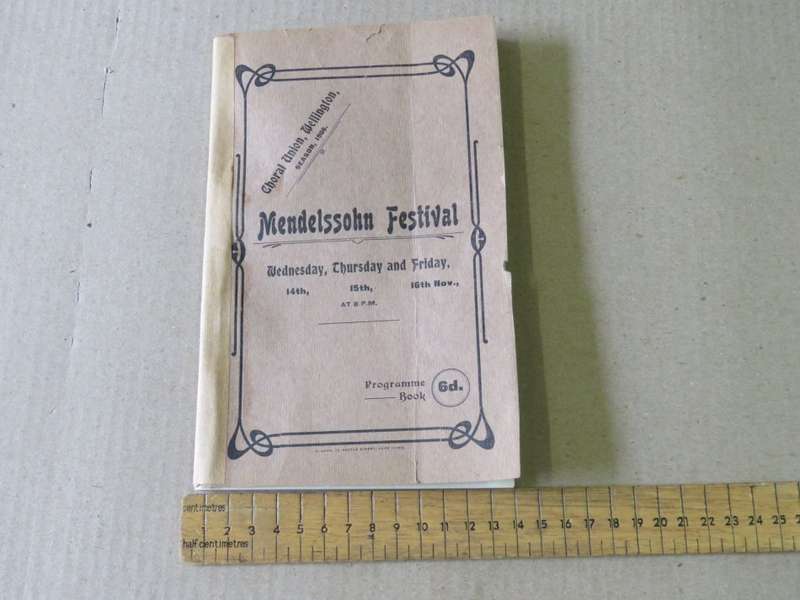 Choral Union, Wellington,
SEASON, 1906.
Mendelssohn Festival
Wednesday, Thursday and Friday,
14th, 15th, 16th Nov.,
AT 8 P.M.
Programme
Book
6d.
centimetres
1 2 3 4 5 6 7 8 9 10 11 12 13 14 15 16 17 18 19 20 21 22 23 24 25
half centimetres